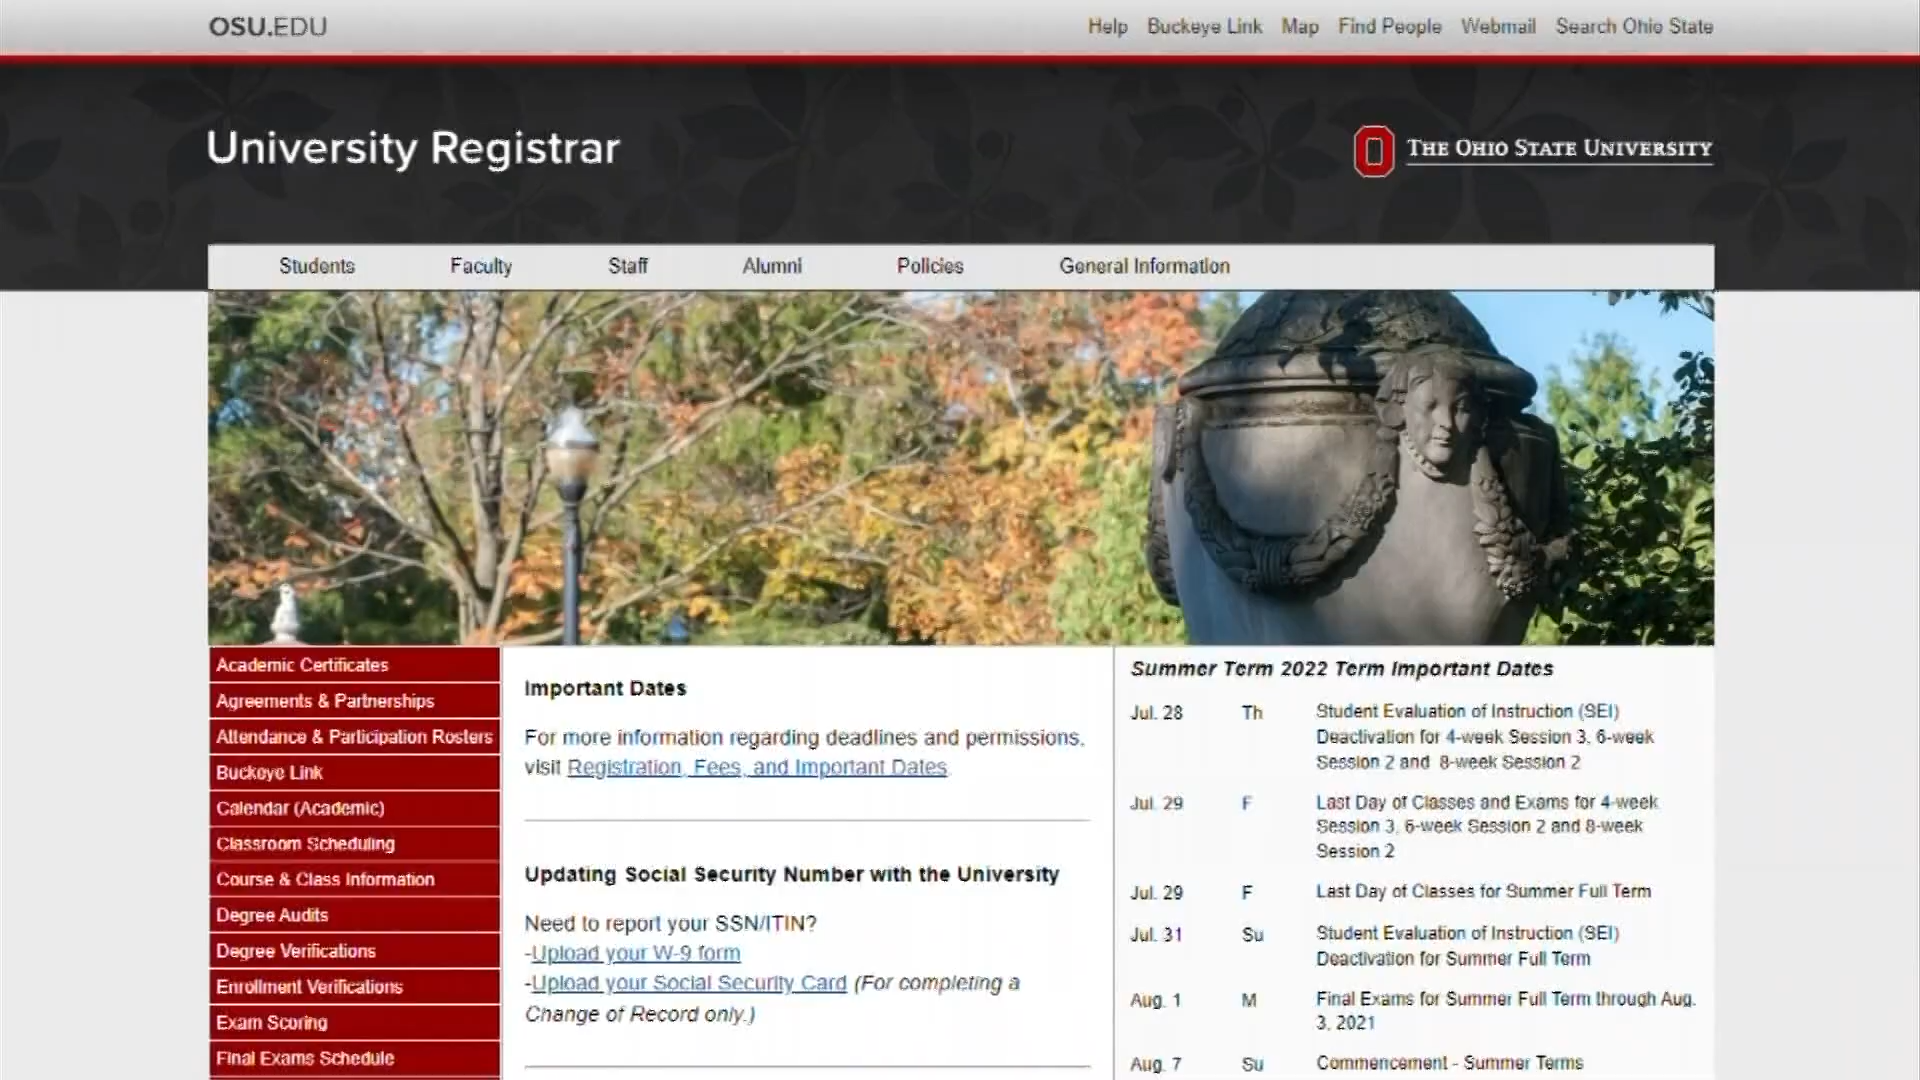 OSU.EDU
Help Buckeye Link Map Find People Webmail Search Ohio State
University Registrar
THE OHIO STATE UNIVERSITY
Students Faculty Staff Alumni Policies General Information
Academic Certificates
Agreements & Partnerships
Attendance & Participation Rosters
Buckeye Link
Calendar (Academic)
Classroom Scheduling
Course & Class Information
Degree Audits
Degree Verifications
Enrollment Verifications
Exam Scoring
Final Exams Schedule
Important Dates
For more information regarding deadlines and permissions,
visit Registration, Fees, and Important Dates.
Updating Social Security Number with the University
Need to report your SSN/ITIN?
-Upload your W-9 form
-Upload your Social Security Card (For completing a
Change of Record only.)
Summer Term 2022 Term Important Dates
Jul. 28 Th Student Evaluation of Instruction (SEI)
Deactivation for 4-week Session 3, 6-week
Session 2 and 8-week Session 2
Jul. 29 F Last Day of Classes and Exams for 4-week
Session 3, 6-week Session 2 and 8-week
Session 2
Jul. 29 F Last Day of Classes for Summer Full Term
Jul. 31 Su Student Evaluation of Instruction (SEI)
Deactivation for Summer Full Term
Aug. 1 M Final Exams for Summer Full Term through Aug.
3, 2021
Aug. 7 Su Commencement - Summer Terms